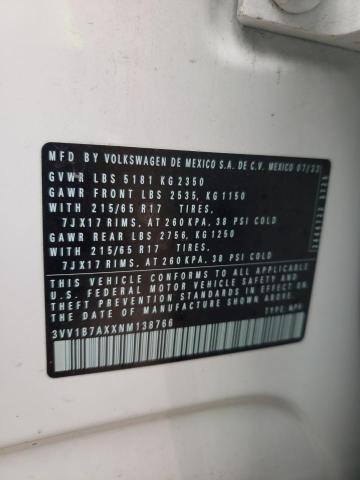 MFD BY VOLKSWAGEN DE MEXICO S.A. DE C.V. MEXICO 07/22
GVWR LBS 5181 KG 2350
GAWR FRONT LBS 2535, KG 1150
WITH 215/65 R17 TIRES,
7JX17 RIMS, AT 260 KPA, 38 PSI COLD
GAWR REAR LBS 2756, KG 1250
WITH 215/65 R17 TIRES,
7JX17 RIMS, AT 260 KPA, 38 PSI COLD
THIS VEHICLE CONFORMS TO ALL APPLICABLE
U.S. FEDERAL MOTOR VEHICLE SAFETY AND
THEFT PREVENTION STANDARDS IN EFFECT ON
THE DATE OF MANUFACTURE SHOWN ABOVE
3VV1B7AXXNM138766
TYPE: MPV